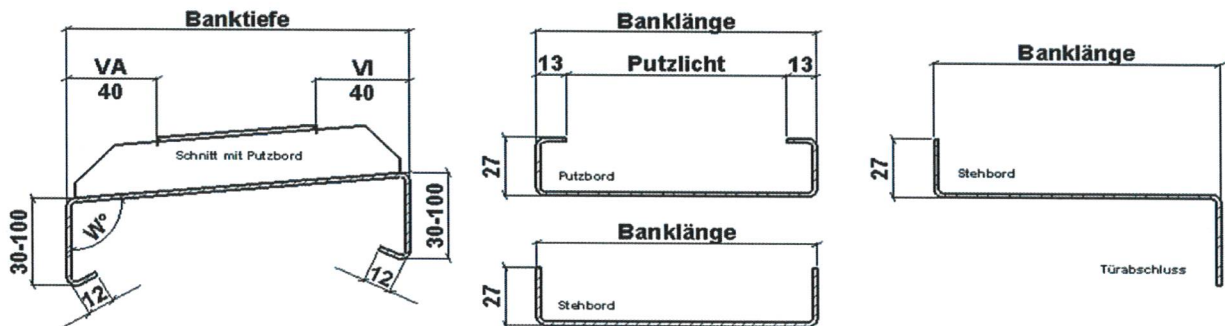 Banktiefe
VA
40
VI
40
Schnitt mit Putzbord
W°
30-100
30-100
12
12
Banklänge
13
Putzlicht
13
27
Putzbord
Banklänge
27
Stehbord
Banklänge
27
Stehbord
Türabschluss